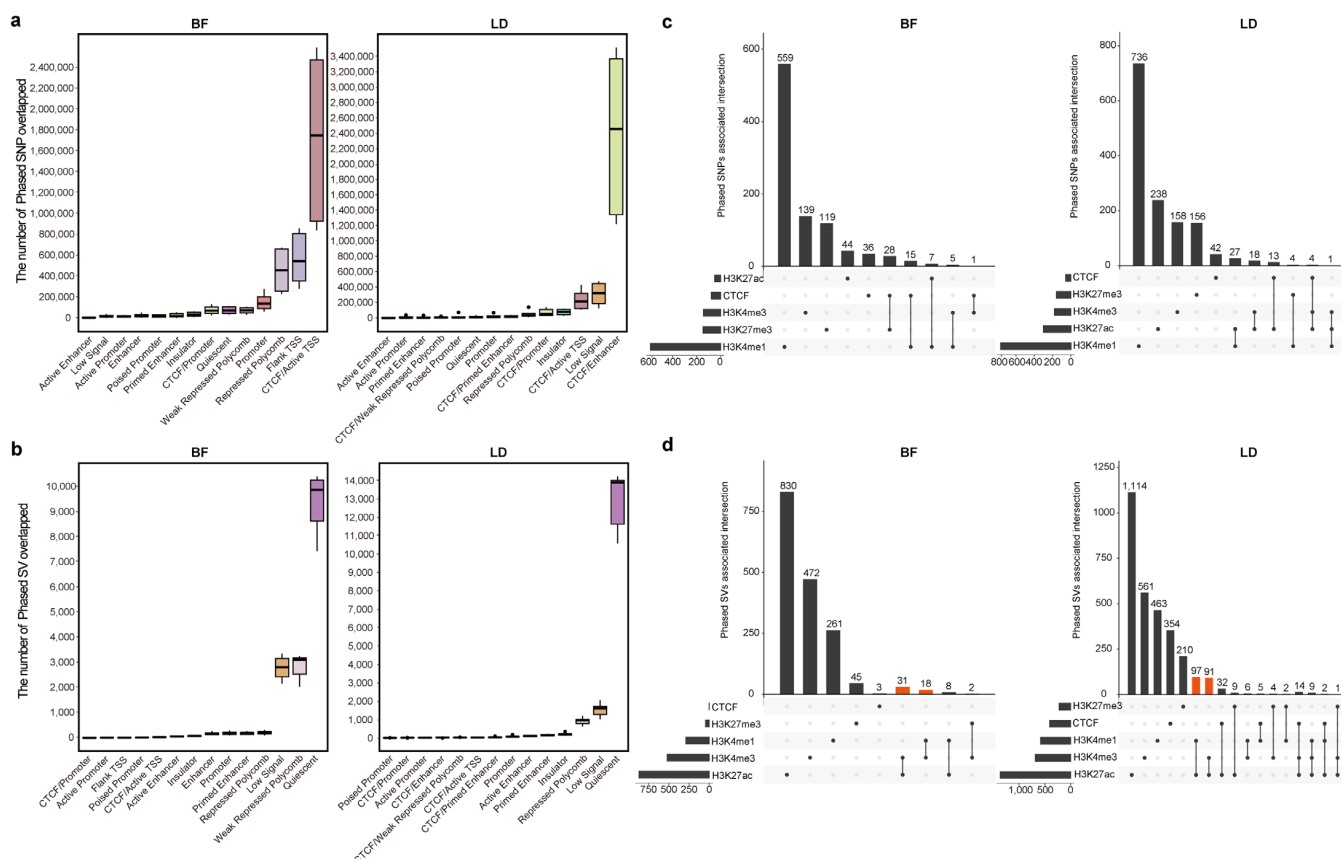 a
BF
LD
The number of Phased SNP overlapped
2,400,000
2,200,000
2,000,000
1,800,000
1,600,000
1,400,000
1,200,000
1,000,000
800,000
600,000
400,000
200,000
0
Active Enhancer
Low Signal
Active Promoter
Enhancer
Poised Promoter
Primed Enhancer
Insulator
CTCF/Promoter
Quiescent
Weak Repressed Polycomb
Promoter
Repressed Polycomb
Flank TSS
CTCF/Active TSS
3,400,000
3,200,000
3,000,000
2,800,000
2,600,000
2,400,000
2,200,000
2,000,000
1,800,000
1,600,000
1,400,000
1,200,000
1,000,000
800,000
600,000
400,000
200,000
0
Active Enhancer
Active Promoter
Primed Enhancer
CTCF/Weak Repressed Polycomb
Poised Promoter
Quiescent
Promoter
CTCF/Primed Enhancer
Repressed Polycomb
CTCF/Promoter
Insulator
Low Signal
CTCF/Active TSS
CTCF/Enhancer
b
BF
LD
The number of Phased SV overlapped
10,000
9,000
8,000
7,000
6,000
5,000
4,000
3,000
2,000
1,000
0
CTCF/Promoter
Active Promoter
Flank TSS
Poised Promoter
CTCF/Active TSS
Active Enhancer
Insulator
Enhancer
Promoter
Primed Enhancer
Repressed Polycomb
Low Signal
Weak Repressed Polycomb
Quiescent
14,000
13,000
12,000
11,000
10,000
9,000
8,000
7,000
6,000
5,000
4,000
3,000
2,000
1,000
0
Poised Promoter
CTCF/Promoter
Active Promoter
CTCF/Enhancer
CTCF/Weak Repressed Polycomb
CTCF/Active TSS
CTCF/Primed Enhancer
Promoter
Active Enhancer
Primed Enhancer
Insulator
Repressed Polycomb
Low Signal
Quiescent
c
BF
LD
Phased SNPs associated intersection
600
400
200
0
559
139
119
44
36
28
15
7
5
1
H3K27ac
CTCF
H3K4me3
H3K27me3
H3K4me1
600 400 200 0
Phased SNPs associated intersection
800
600
400
200
0
736
238
158
156
42
27
18
13
4
4
1
CTCF
H3K27me3
H3K4me3
H3K27ac
H3K4me1
800 600 400 200 0
d
BF
LD
Phased SVs associated intersection
750
500
250
0
830
472
261
45
3
31
18
8
2
CTCF
H3K27me3
H3K4me1
H3K4me3
H3K27ac
750 500 250 0
Phased SVs associated intersection
1250
1000
750
500
250
0
1,114
561
463
354
210
97
91
32
9
6
5
4
2
14
9
2
1
H3K27me3
CTCF
H3K4me1
H3K4me3
H3K27ac
1,000 500 0